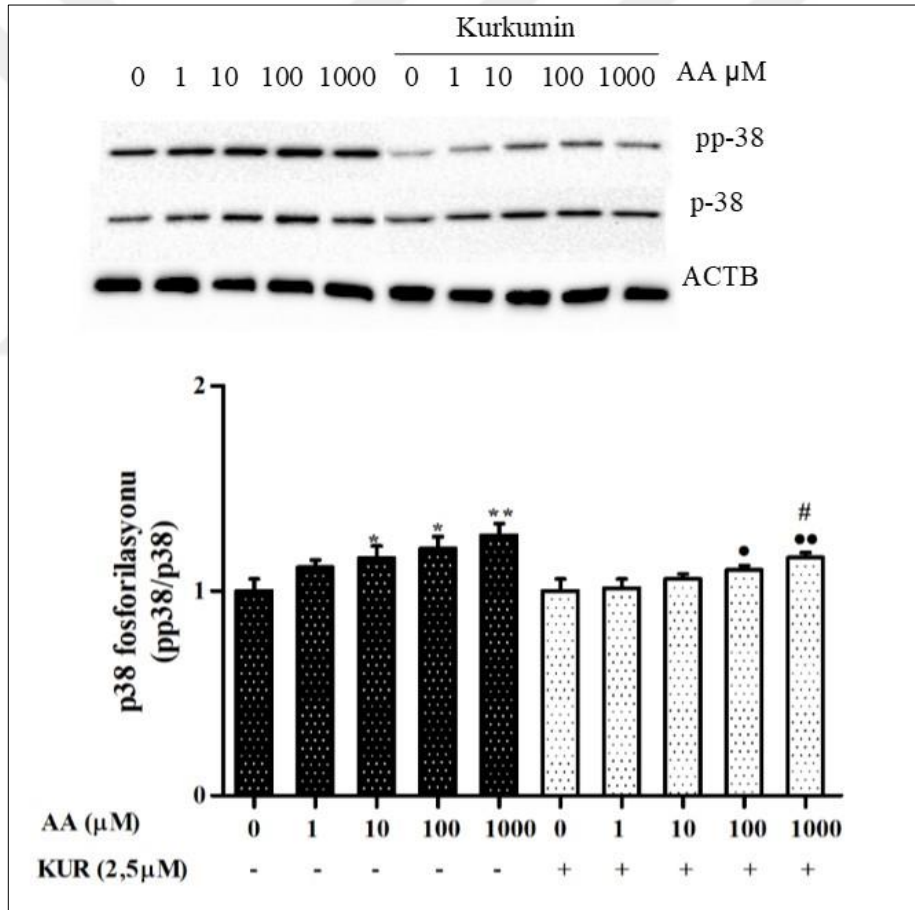 Kurkumin
0 1 10 100 1000 0 1 10 100 1000 AA μM
pp-38
p-38
ACTB
2
1
0
p38 fosforilasyonu
(pp38/p38)
* * ** • •• #
AA (μM) 0 1 10 100 1000 0 1 10 100 1000
KUR (2,5μM) - - - - - + + + + +